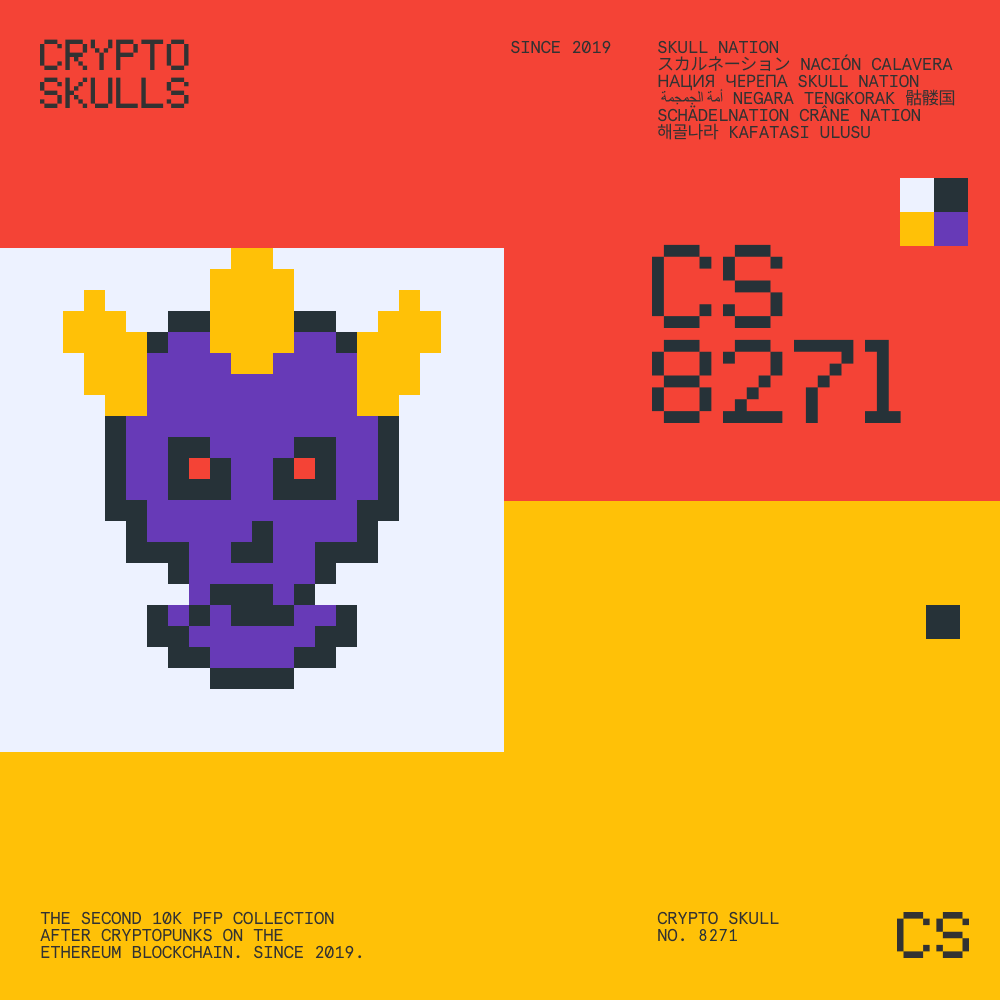 CRYPTO
SKULLS
SINCE 2019
SKULL NATION
スカルネーション NACIÓN CALAVERA
НАЦИЯ ЧЕРЕПА SKULL NATION
أمة الجمجمة NEGARA TENGKORAK 骷髅国
SCHÄDELNATION CRÂNE NATION
해골나라 KAFATASI ULUSU
CS
8271
THE SECOND 10K PFP COLLECTION
AFTER CRYPTOPUNKS ON THE
ETHEREUM BLOCKCHAIN. SINCE 2019.
CRYPTO SKULL
NO. 8271
CS